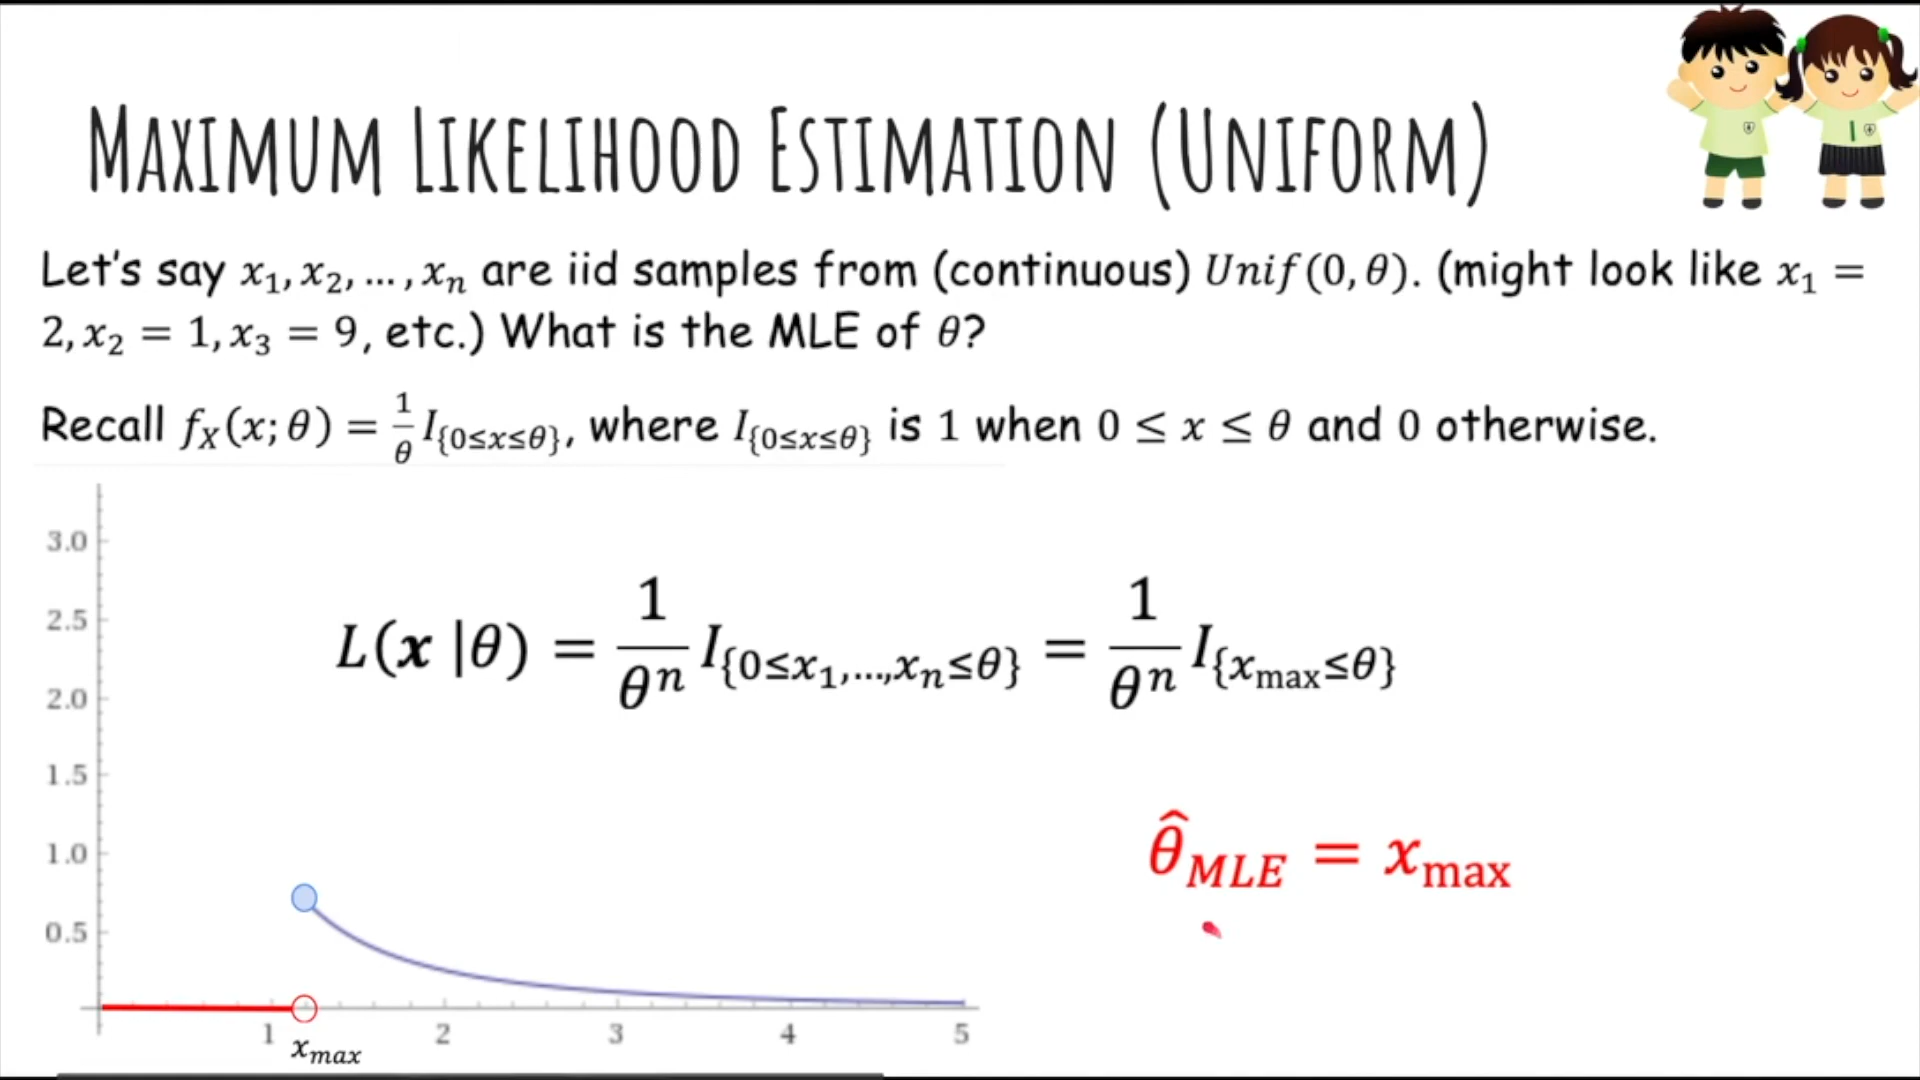 MAXIMUM LIKELIHOOD ESTIMATION (UNIFORM)
Let's say x₁, x₂, … , xₙ are iid samples from (continuous) Unif(0, θ). (might look like x₁ =
2, x₂ = 1, x₃ = 9, etc.) What is the MLE of θ?
Recall f_X(x; θ) = 1/θ I_{0≤x≤θ}, where I_{0≤x≤θ} is 1 when 0 ≤ x ≤ θ and 0 otherwise.
3.0
2.5
L(x |θ) = 1/θⁿ I_{0≤x₁,…,xₙ≤θ} = 1/θⁿ I_{x_max≤θ}
2.0
1.5
1.0
θ̂_MLE = x_max
0.5
1 2 3 4 5
x_max